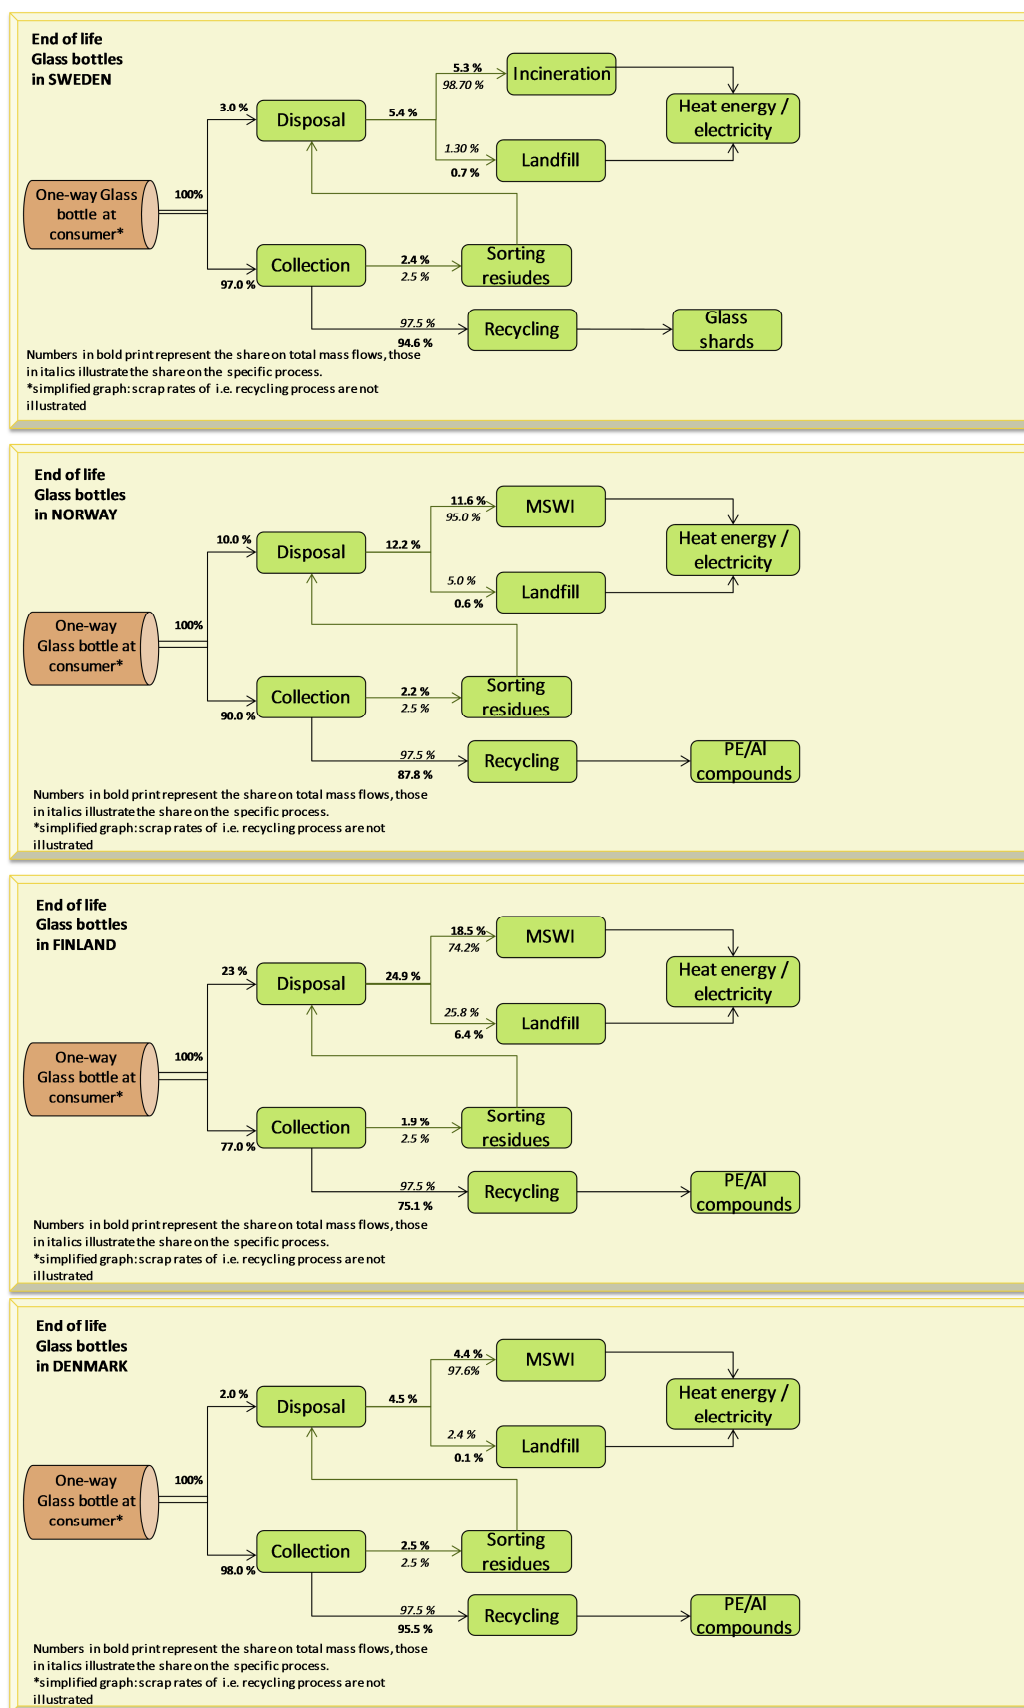 End of life
Glass bottles
in SWEDEN
3.0 %
Disposal
5.4 %
5.3 %
98.70 %
Incineration
Heat energy /
electricity
1.30 %
0.7 %
Landfill
One-way Glass
bottle at
consumer*
100%
97.0 %
Collection
2.4 %
2.5 %
Sorting
resiudes
97.5 %
94.6 %
Recycling
Glass
shards
Numbers in bold print represent the share on total mass flows, those
in italics illustrate the share on the specific process.
*simplified graph: scrap rates of i.e. recycling process are not
illustrated
End of life
Glass bottles
in NORWAY
10.0 %
Disposal
12.2 %
11.6 %
95.0 %
MSWI
Heat energy /
electricity
5.0 %
0.6 %
Landfill
One-way
Glass bottle at
consumer*
100%
90.0 %
Collection
2.2 %
2.5 %
Sorting
residues
97.5 %
87.8 %
Recycling
PE/Al
compounds
Numbers in bold print represent the share on total mass flows, those
in italics illustrate the share on the specific process.
*simplified graph: scrap rates of i.e. recycling process are not
illustrated
End of life
Glass bottles
in FINLAND
23 %
Disposal
24.9 %
18.5 %
74.2%
MSWI
Heat energy /
electricity
25.8 %
6.4 %
Landfill
One-way
Glass bottle at
consumer*
100%
77.0 %
Collection
1.9 %
2.5 %
Sorting
residues
97.5 %
75.1 %
Recycling
PE/Al
compounds
Numbers in bold print represent the share on total mass flows, those
in italics illustrate the share on the specific process.
*simplified graph: scrap rates of i.e. recycling process are not
illustrated
End of life
Glass bottles
in DENMARK
2.0 %
Disposal
4.5 %
4.4 %
97.6%
MSWI
Heat energy /
electricity
2.4 %
0.1 %
Landfill
One-way
Glass bottle at
consumer*
100%
98.0 %
Collection
2.5 %
2.5 %
Sorting
residues
97.5 %
95.5 %
Recycling
PE/Al
compounds
Numbers in bold print represent the share on total mass flows, those
in italics illustrate the share on the specific process.
*simplified graph: scrap rates of i.e. recycling process are not
illustrated